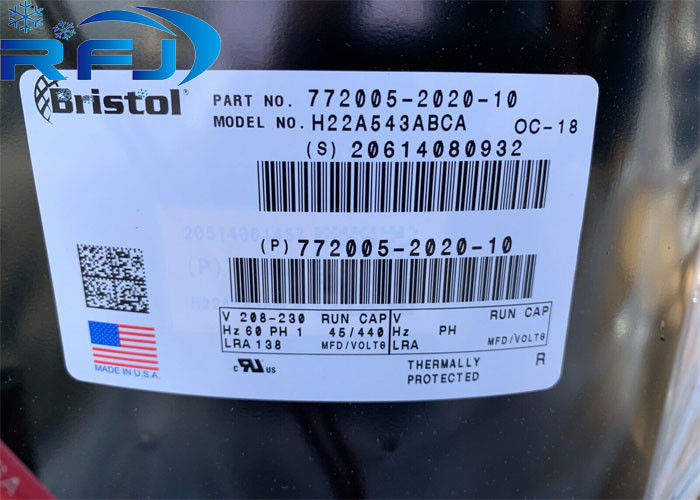 RFJ
Bristol®
PART NO. 772005-2020-10
MODEL NO. H22A543ABCA OC-18
(S) 20614080932
(P) 772005-2020-10
V 208-230 RUN CAP V RUN CAP
Hz 60 PH 1 45/440 Hz PH
LRA 138 MFD/VOLTS LRA MFD/VOLTS
c RU US THERMALLY R
PROTECTED
MADE IN U.S.A.